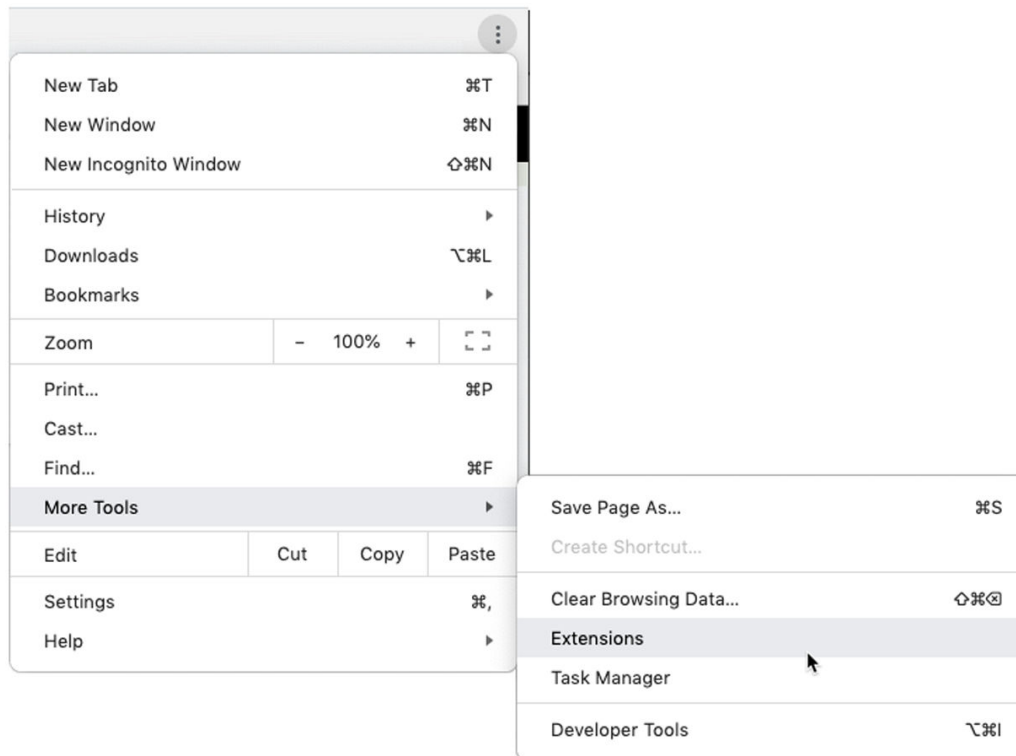 New Tab ⌘T
New Window ⌘N
New Incognito Window ⇧⌘N
History
Downloads ⌥⌘L
Bookmarks
Zoom - 100% +
Print... ⌘P
Cast...
Find... ⌘F
More Tools
Edit Cut Copy Paste
Settings ⌘,
Help
Save Page As... ⌘S
Create Shortcut...
Clear Browsing Data... ⇧⌘⌫
Extensions
Task Manager
Developer Tools ⌥⌘I